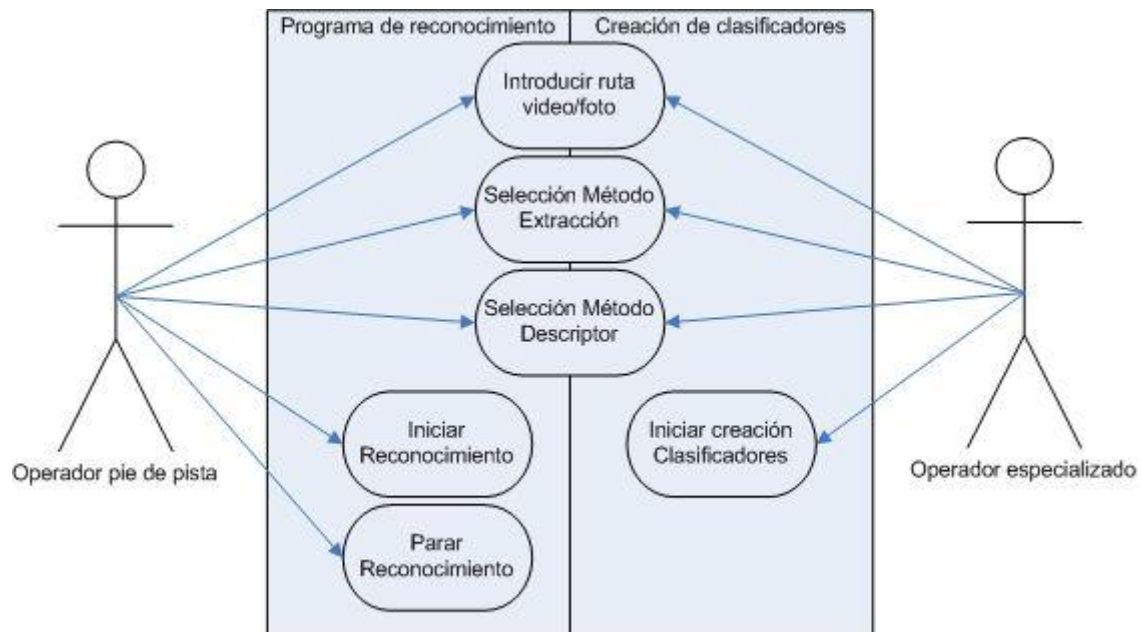 Programa de reconocimiento
Creación de clasificadores
Introducir ruta
video/foto
Selección Método
Extracción
Selección Método
Descriptor
Iniciar
Reconocimiento
Iniciar creación
Clasificadores
Parar
Reconocimiento
Operador pie de pista
Operador especializado